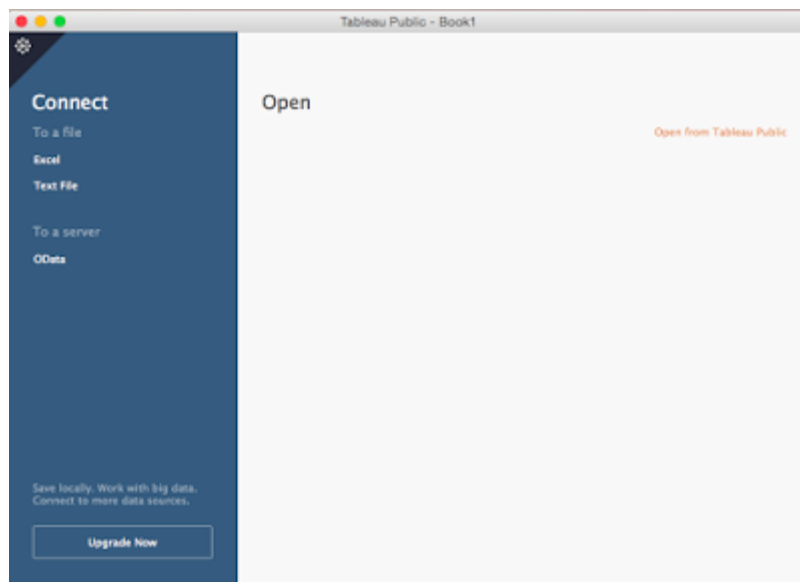 Tableau Public - Book1
Connect
To a file
Excel
Text File
To a server
OData
Save locally. Work with big data.
Connect to more data sources.
Upgrade Now
Open
Open from Tableau Public